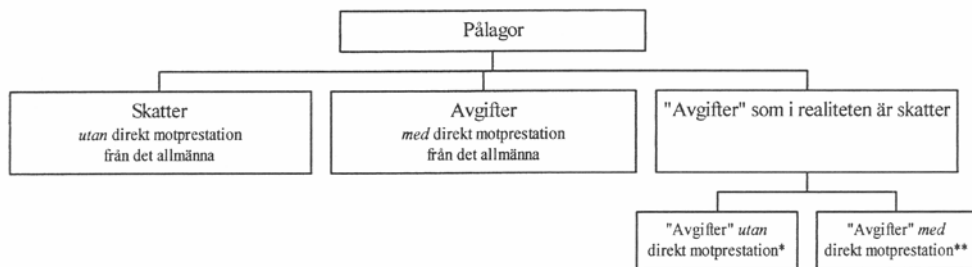 Pålagor
Skatter
utan direkt motprestation
från det allmänna
Avgifter
med direkt motprestation
från det allmänna
"Avgifter" som i realiteten är skatter
"Avgifter" utan
direkt motprestation*
"Avgifter" med
direkt motprestation**